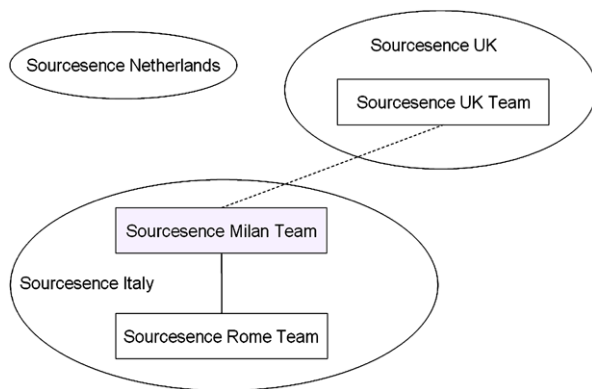 Sourcesence UK
Sourcesence Netherlands
Sourcesence UK Team
Sourcesence Milan Team
Sourcesence Italy
Sourcesence Rome Team